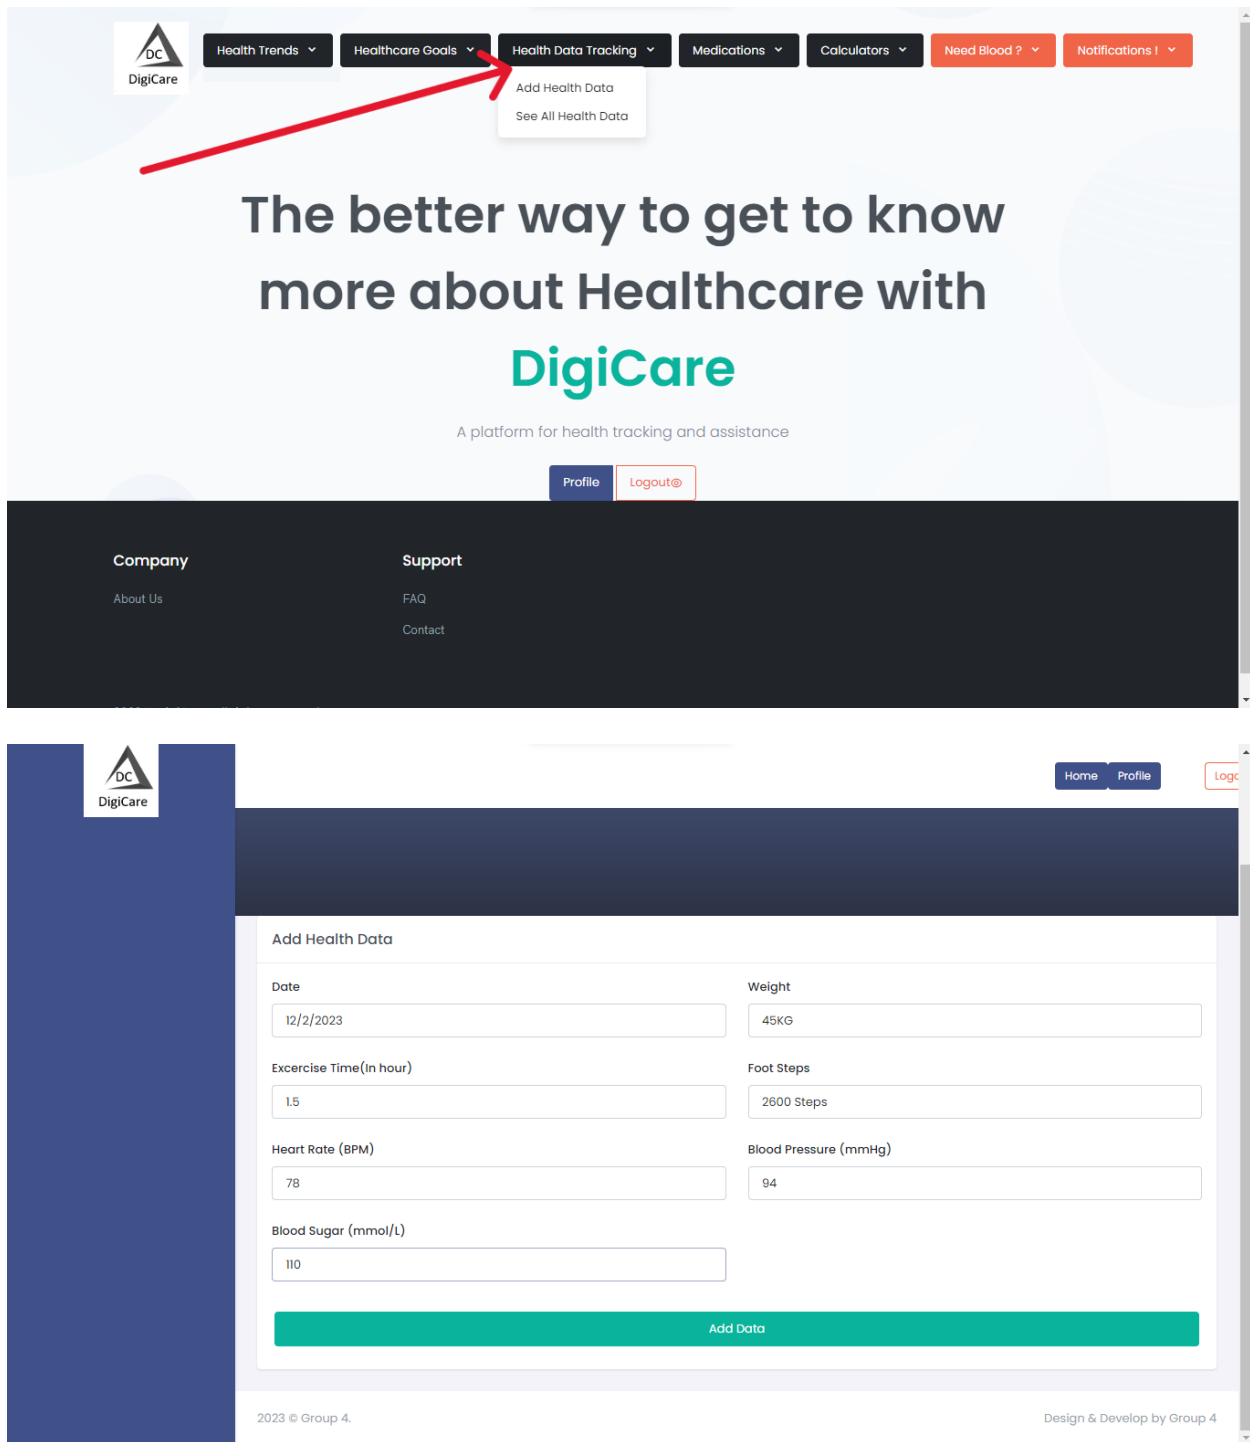 DC
DigiCare
Health Trends
Healthcare Goals
Health Data Tracking
Medications
Calculators
Need Blood ?
Notifications !
Add Health Data
See All Health Data
The better way to get to know
more about Healthcare with
DigiCare
A platform for health tracking and assistance
Profile
Logout
Company
Support
About Us
FAQ
Contact
DC
DigiCare
Home
Profile
Add Health Data
Date
Weight
12/2/2023
45KG
Excercise Time(In hour)
Foot Steps
1.5
2600 Steps
Heart Rate (BPM)
Blood Pressure (mmHg)
78
94
Blood Sugar (mmol/L)
110
Add Data
2023 © Group 4.
Design & Develop by Group 4